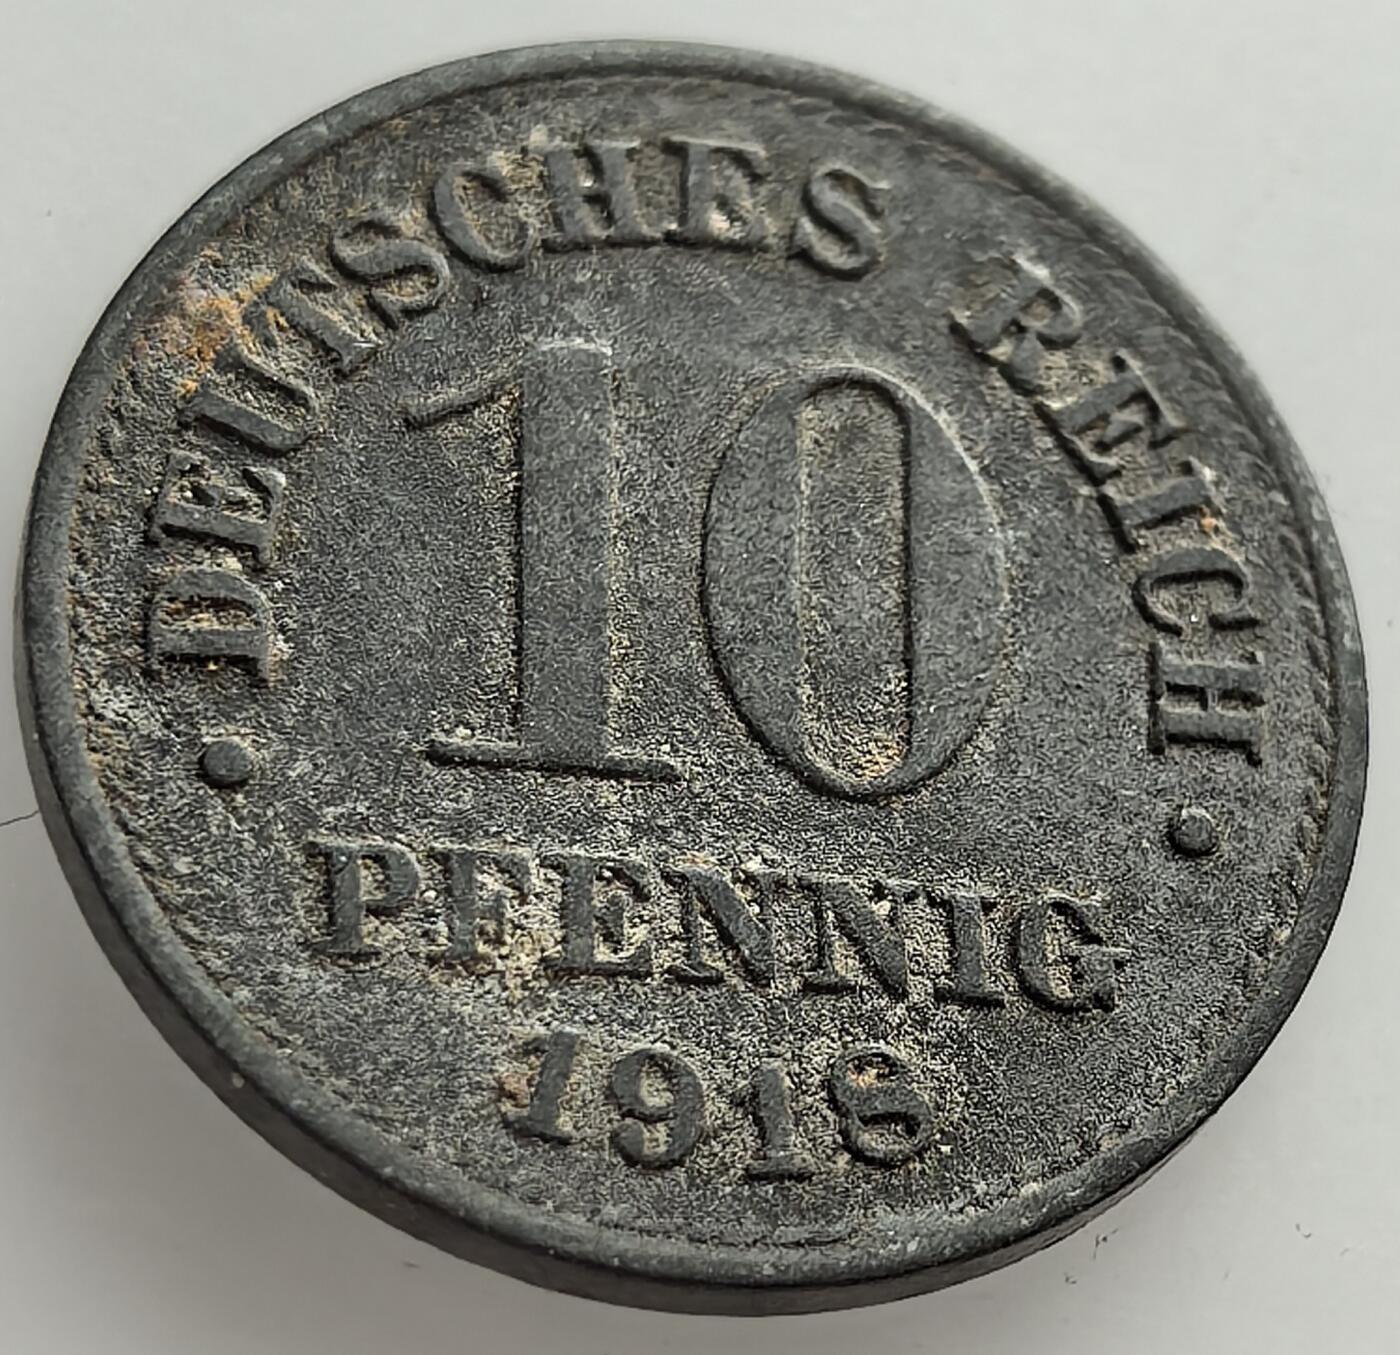 DEUTSCHES REICH
10
PFENNIG
1918